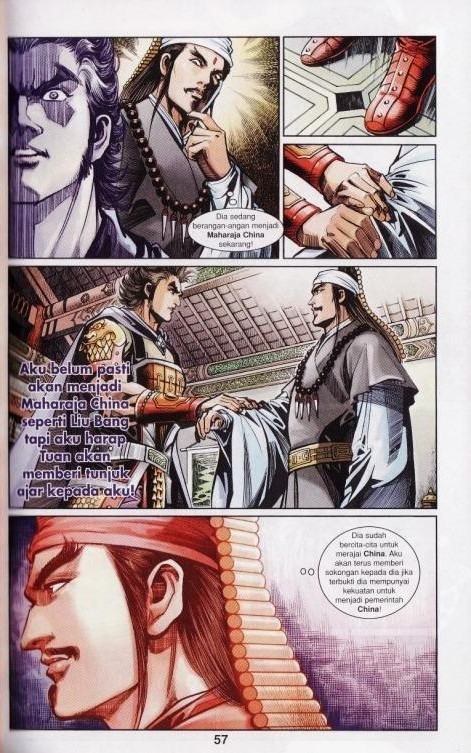 Dia sedang
berangan-angan menjadi
Maharaja China
sekarang!
Aku belum pasti
akan menjadi
Maharaja China
seperti Liu Bang
tapi aku harap
Tuan akan
memberi tunjuk
ajar kepada aku!
Dia sudah
bercita-cita untuk
merajai China. Aku
akan terus memberi
sokongan kepada dia jika
terbukti dia mempunyai
kekuatan untuk
menjadi pemerintah
China!
57